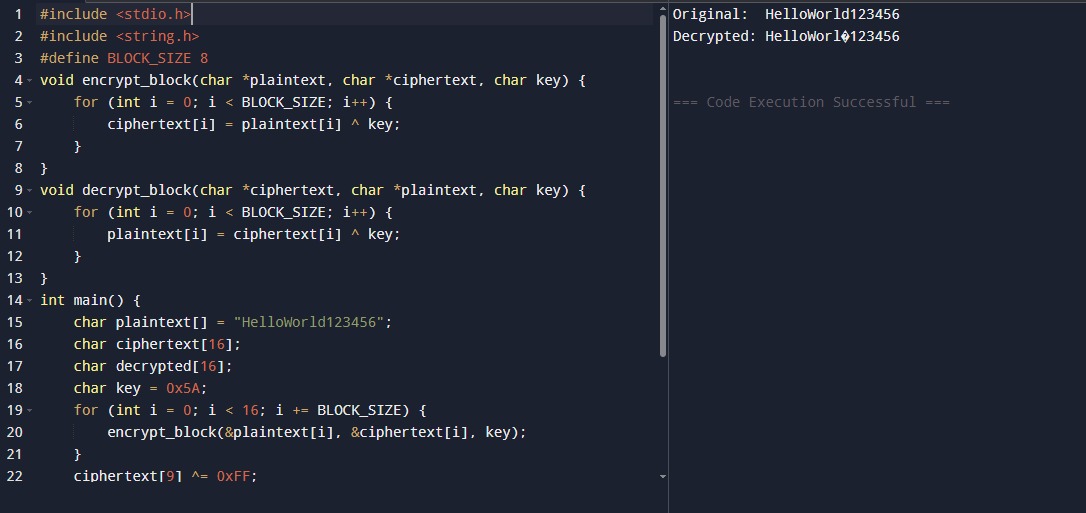 1 #include <stdio.h>
2 #include <string.h>
3 #define BLOCK_SIZE 8
4 void encrypt_block(char *plaintext, char *ciphertext, char key) {
5     for (int i = 0; i < BLOCK_SIZE; i++) {
6         ciphertext[i] = plaintext[i] ^ key;
7     }
8 }
9 void decrypt_block(char *ciphertext, char *plaintext, char key) {
10     for (int i = 0; i < BLOCK_SIZE; i++) {
11         plaintext[i] = ciphertext[i] ^ key;
12     }
13 }
14 int main() {
15     char plaintext[] = "HelloWorld123456";
16     char ciphertext[16];
17     char decrypted[16];
18     char key = 0x5A;
19     for (int i = 0; i < 16; i += BLOCK_SIZE) {
20         encrypt_block(&plaintext[i], &ciphertext[i], key);
21     }
22     ciphertext[9] ^= 0xFF;
Original:  HelloWorld123456
Decrypted: HelloWorl�123456
=== Code Execution Successful ===